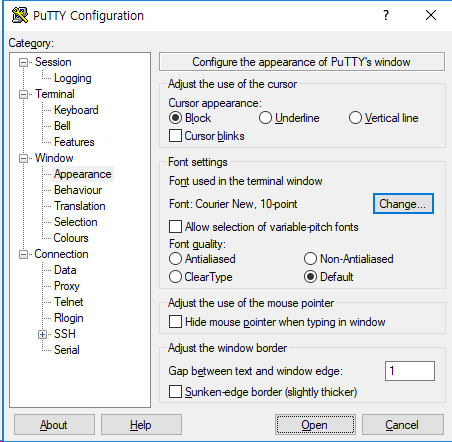 PuTTY Configuration
?
Category:
Session
Logging
Terminal
Keyboard
Bell
Features
Window
Appearance
Behaviour
Translation
Selection
Colours
Connection
Data
Proxy
Telnet
Rlogin
SSH
Serial
Configure the appearance of PuTTY's window
Adjust the use of the cursor
Cursor appearance:
Block Underline Vertical line
Cursor blinks
Font settings
Font used in the terminal window
Font: Courier New, 10-point Change...
Allow selection of variable-pitch fonts
Font quality:
Antialiased Non-Antialiased
ClearType Default
Adjust the use of the mouse pointer
Hide mouse pointer when typing in window
Adjust the window border
Gap between text and window edge: 1
Sunken-edge border (slightly thicker)
About Help Open Cancel